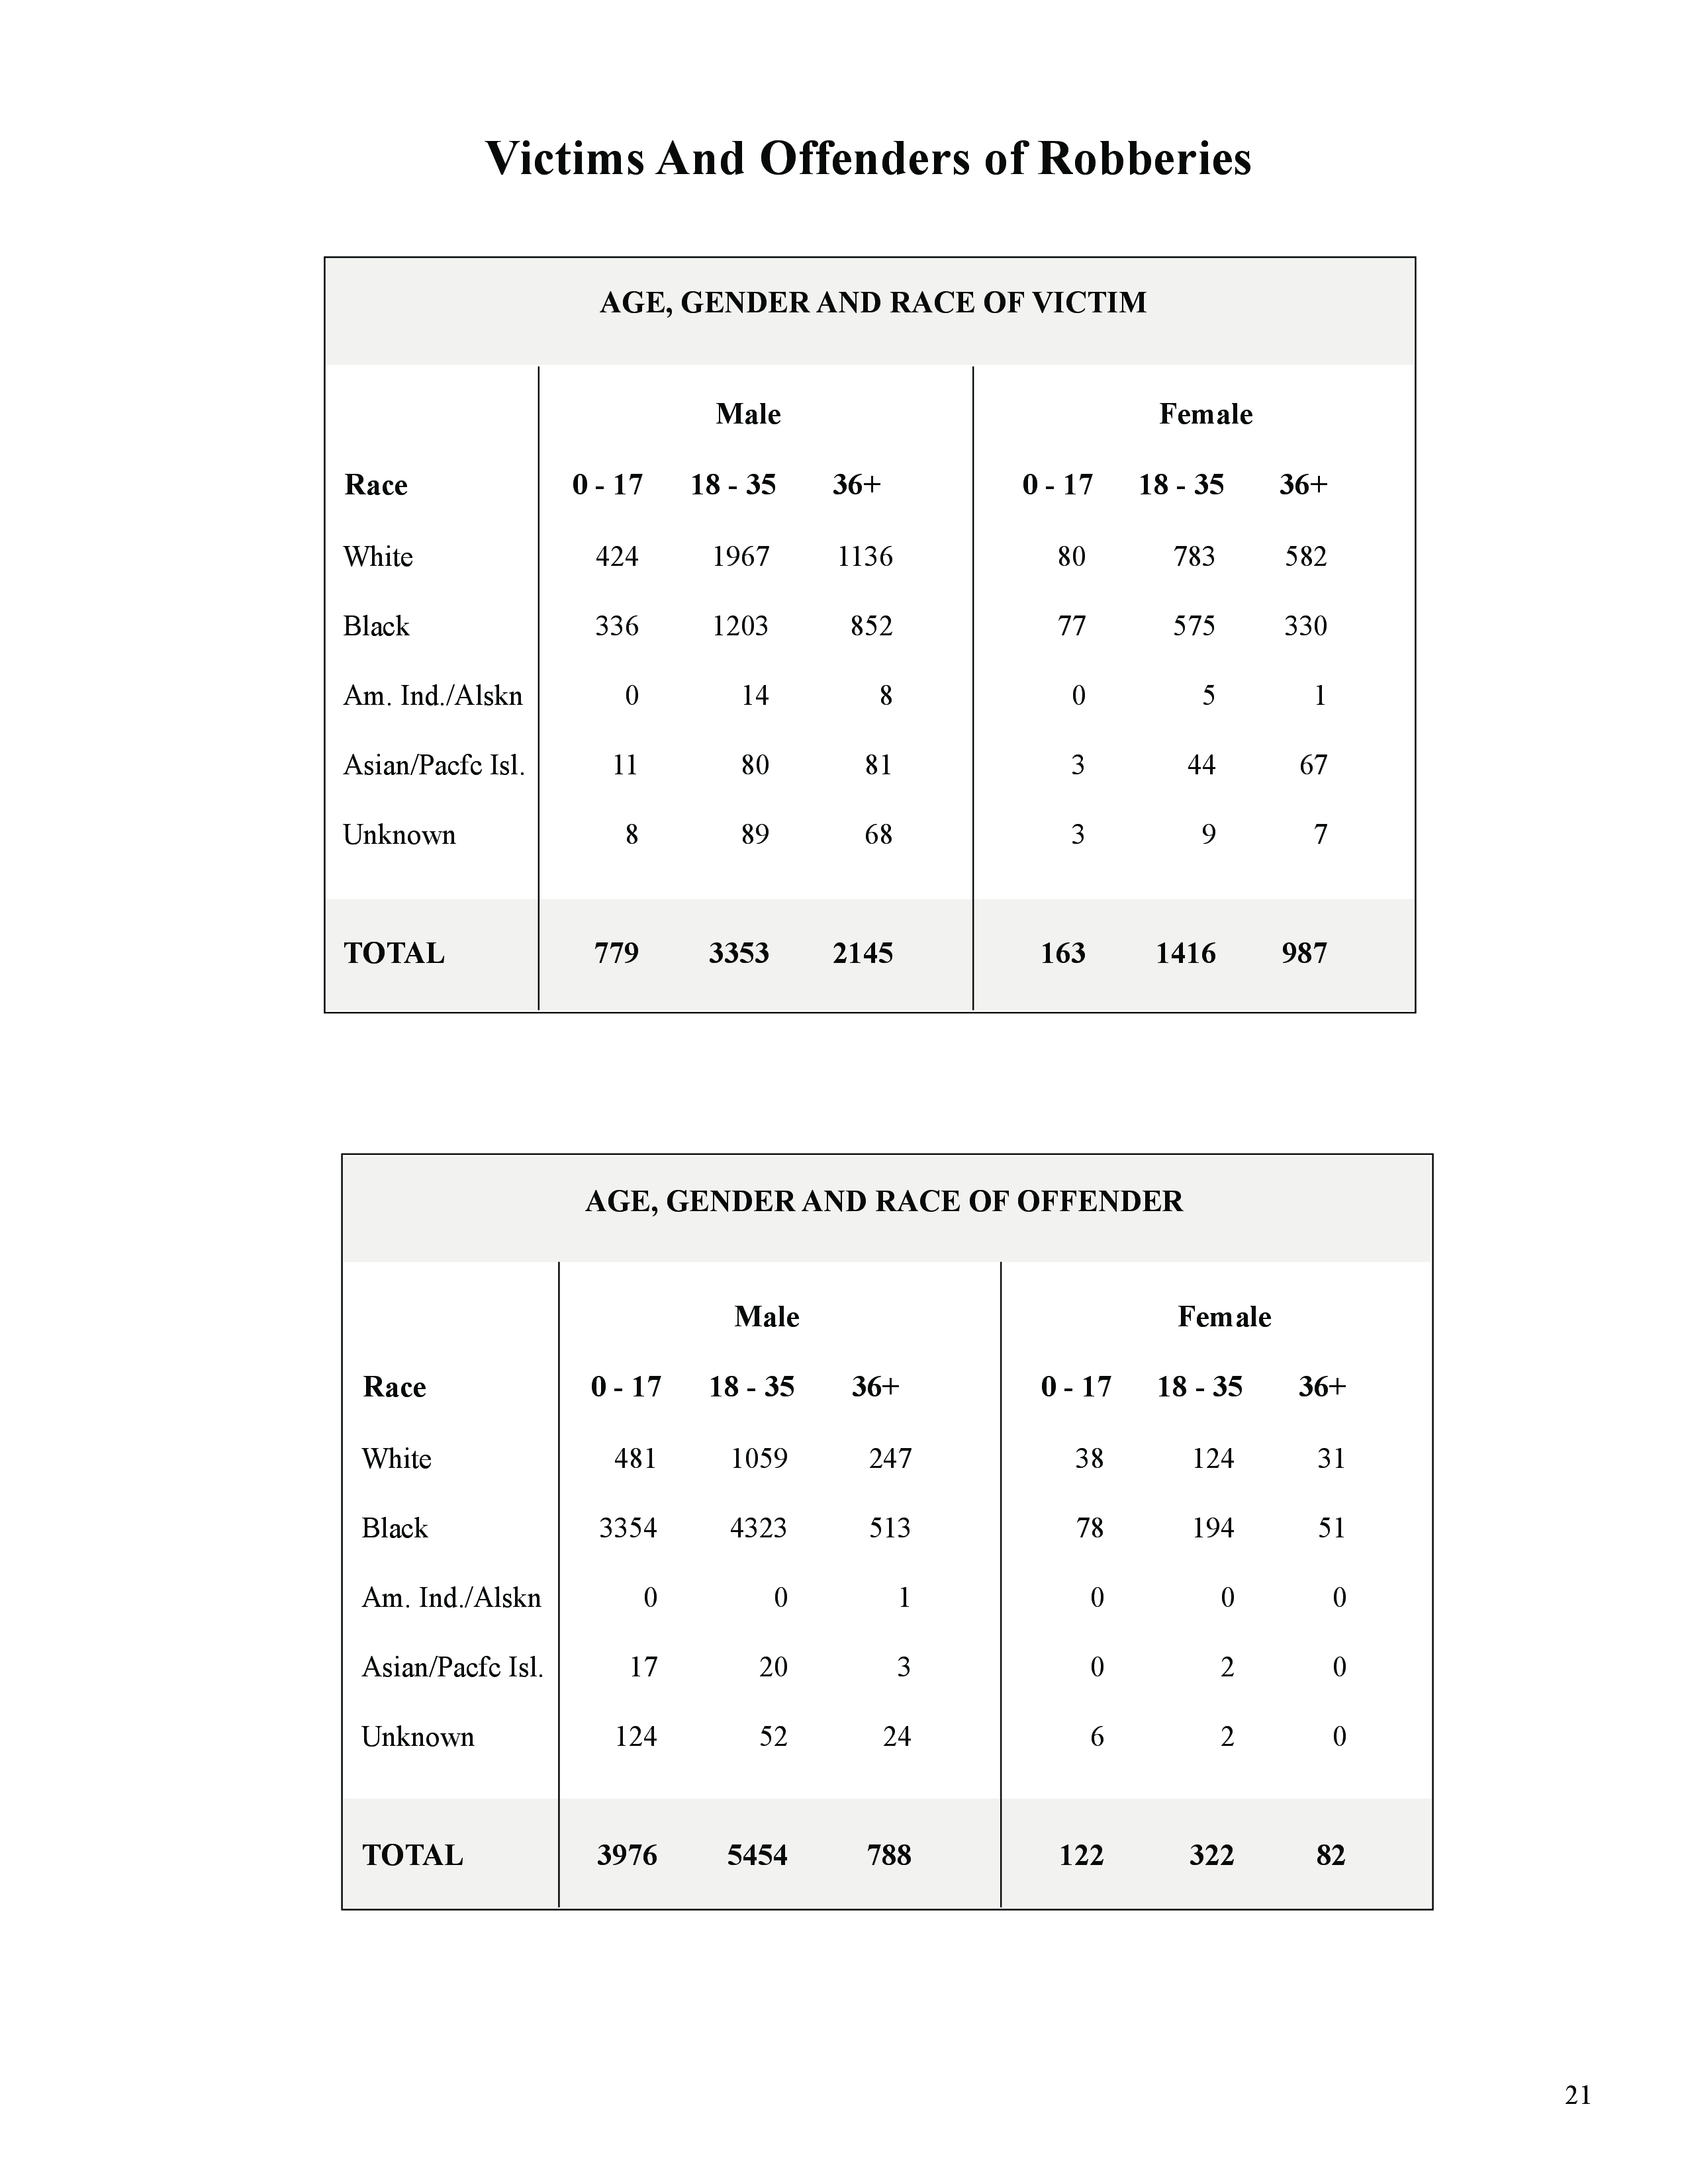 Victims And Offenders of Robberies
AGE, GENDER AND RACE OF VICTIM
Male Female
Race 0 - 17 18 - 35 36+ 0 - 17 18 - 35 36+
White 424 1967 1136 80 783 582
Black 336 1203 852 77 575 330
Am. Ind./Alskn 0 14 8 0 5 1
Asian/Pacfc Isl. 11 80 81 3 44 67
Unknown 8 89 68 3 9 7
TOTAL 779 3353 2145 163 1416 987
AGE, GENDER AND RACE OF OFFENDER
Male Female
Race 0 - 17 18 - 35 36+ 0 - 17 18 - 35 36+
White 481 1059 247 38 124 31
Black 3354 4323 513 78 194 51
Am. Ind./Alskn 0 0 1 0 0 0
Asian/Pacfc Isl. 17 20 3 0 2 0
Unknown 124 52 24 6 2 0
TOTAL 3976 5454 788 122 322 82
21